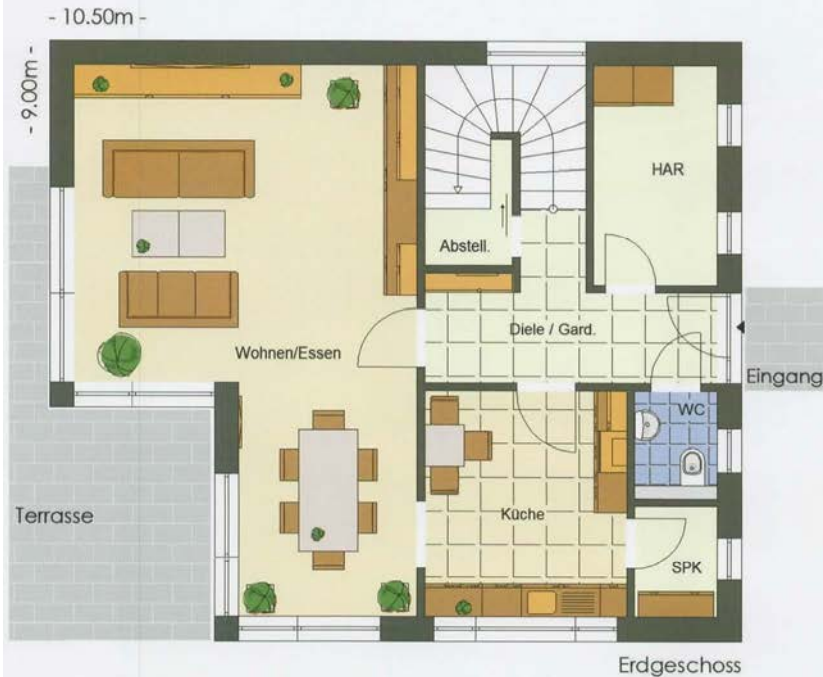 - 10.50m -
- 9.00m -
HAR
Abstell.
Diele / Gard.
Wohnen/Essen
Eingang
WC
Terrasse
Küche
SPK
Erdgeschoss